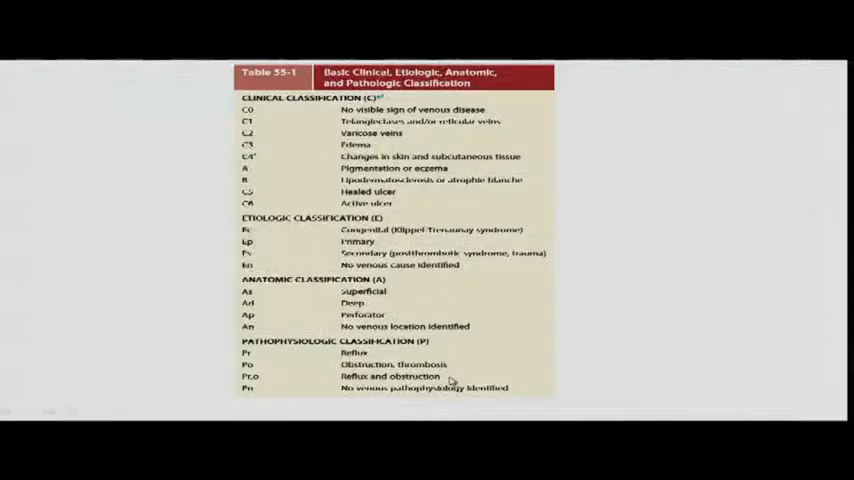 Table 55-1 Basic Clinical, Etiologic, Anatomic,
and Pathologic Classification
CLINICAL CLASSIFICATION (C)
C0 No visible sign of venous disease
C1 Telangiectases and/or reticular veins
C2 Varicose veins
C3 Edema
C4 Changes in skin and subcutaneous tissue
A Pigmentation or eczema
B Lipodermatosclerosis or atrophie blanche
C5 Healed ulcer
C6 Active ulcer
ETIOLOGIC CLASSIFICATION (E)
Ec Congenital (Klippel-Trenaunay syndrome)
Ep Primary
Es Secondary (postthrombotic syndrome, trauma)
En No venous cause identified
ANATOMIC CLASSIFICATION (A)
As Superficial
Ad Deep
Ap Perforator
An No venous location identified
PATHOPHYSIOLOGIC CLASSIFICATION (P)
Pr Reflux
Po Obstruction, thrombosis
Pr,o Reflux and obstruction
Pn No venous pathophysiology identified